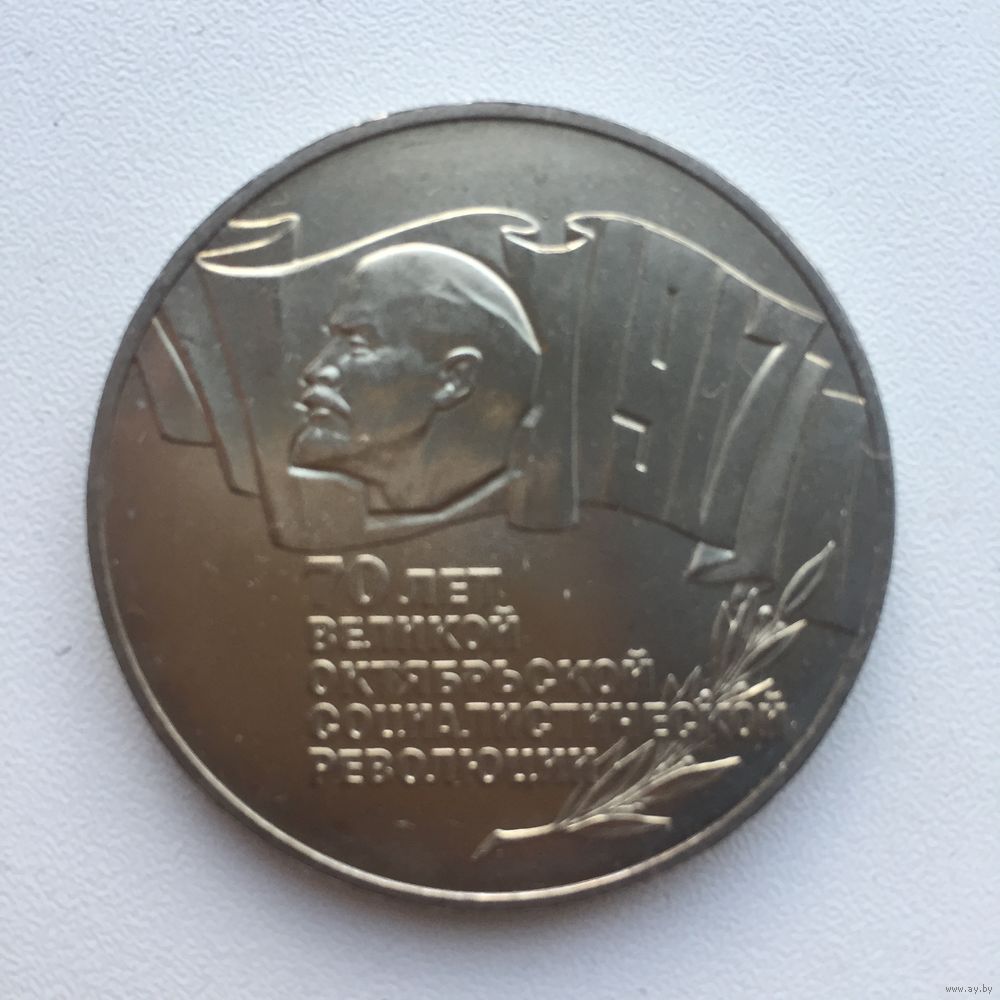 1917
70 ЛЕТ
ВЕЛИКОЙ
ОКТЯБРЬСКОЙ
СОЦИАЛИСТИЧЕСКОЙ
РЕВОЛЮЦИИ
www.ay.by